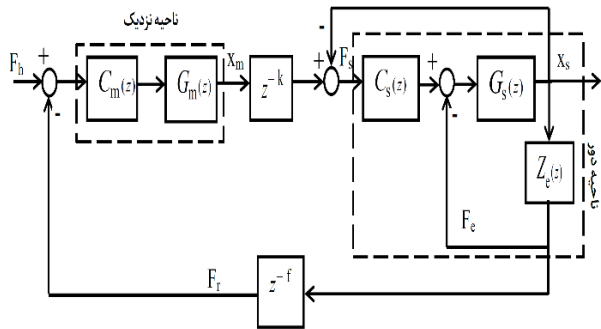 ناحیه نزدیک
-
F_h
+
C_m(z)
G_m(z)
x_m
z^{-k}
+
F_s
C_s(z)
+
G_s(z)
x_s
-
-
Z_e(z)
ناحیه دور
F_e
F_r
z^{-f}